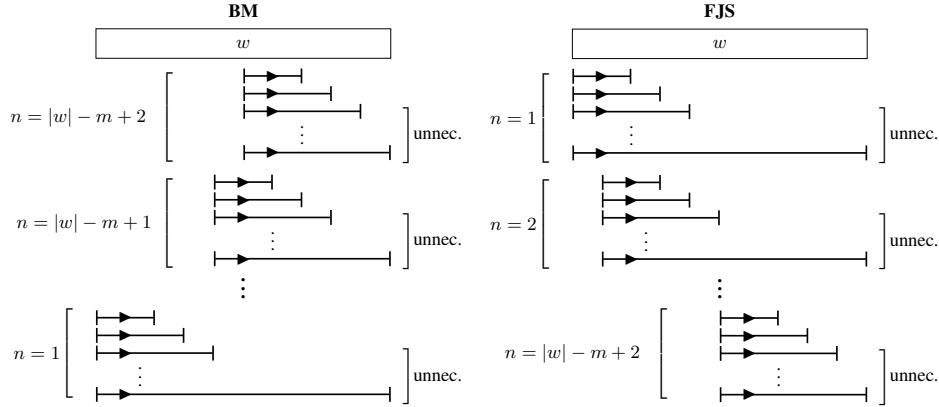 BM
w
n = |w| − m + 2
⋮
unnec.
n = |w| − m + 1
⋮
unnec.
⋮
n = 1
⋮
unnec.
FJS
w
n = 1
⋮
unnec.
n = 2
⋮
unnec.
⋮
n = |w| − m + 2
⋮
unnec.